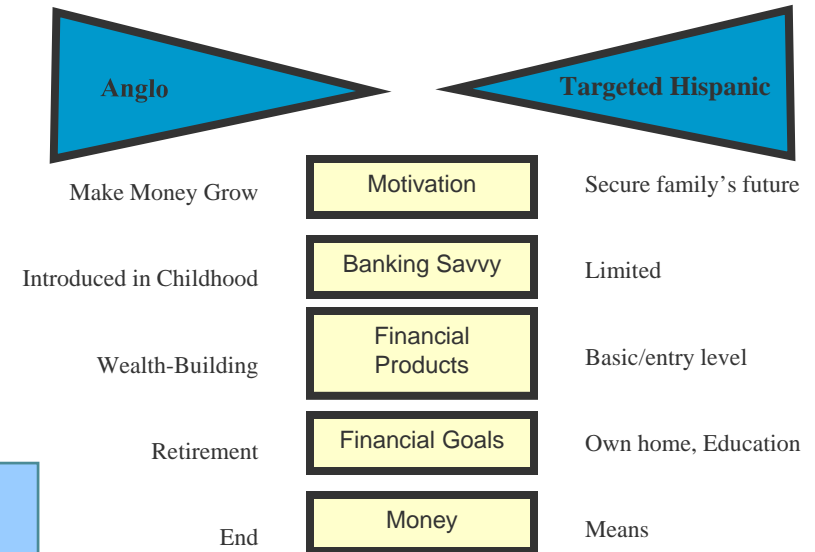 Anglo
Targeted Hispanic
Make Money Grow
Motivation
Secure family’s future
Introduced in Childhood
Banking Savvy
Limited
Wealth-Building
Financial
Products
Basic/entry level
Retirement
Financial Goals
Own home, Education
End
Money
Means